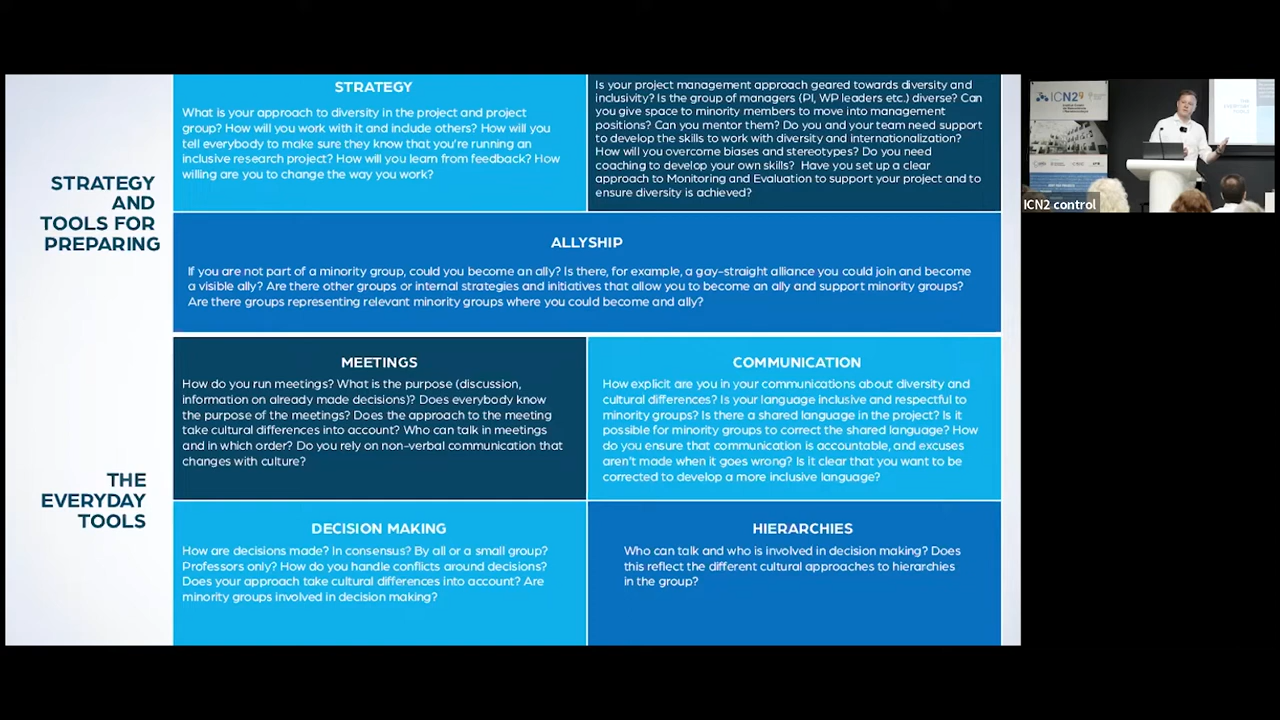 STRATEGY
AND
TOOLS FOR
PREPARING
STRATEGY
What is your approach to diversity in the project and project
group? How will you work with it and include others? How will you
tell everybody to make sure they know that you're running an
inclusive research project? How will you learn from feedback? How
willing are you to change the way you work?
Is your project management approach geared towards diversity and
inclusivity? Is the group of managers (PI, WP leaders etc.) diverse? Can
you give space to minority members to move into management
positions? Can you mentor them? Do you and your team need support
to develop the skills to work with diversity and internationalization?
How will you overcome biases and stereotypes? Do you need
coaching to develop your own skills? Have you set up a clear
approach to Monitoring and Evaluation to support your project and to
ensure diversity is achieved?
ALLYSHIP
If you are not part of a minority group, could you become an ally? Is there, for example, a gay-straight alliance you could join and become
a visible ally? Are there other groups or internal strategies and initiatives that allow you to become an ally and support minority groups?
Are there groups representing relevant minority groups where you could become and ally?
THE
EVERYDAY
TOOLS
MEETINGS
How do you run meetings? What is the purpose (discussion,
information on already made decisions)? Does everybody know
the purpose of the meetings? Does the approach to the meeting
take cultural differences into account? Who can talk in meetings
and in which order? Do you rely on non-verbal communication that
changes with culture?
COMMUNICATION
How explicit are you in your communications about diversity and
cultural differences? Is your language inclusive and respectful to
minority groups? Is there a shared language in the project? Is it
possible for minority groups to correct the shared language? How
do you ensure that communication is accountable, and excuses
aren't made when it goes wrong? Is it clear that you want to be
corrected to develop a more inclusive language?
DECISION MAKING
How are decisions made? In consensus? By all or a small group?
Professors only? How do you handle conflicts around decisions?
Does your approach take cultural differences into account? Are
minority groups involved in decision making?
HIERARCHIES
Who can talk and who is involved in decision making? Does
this reflect the different cultural approaches to hierarchies
in the group?
ICN2
ICN2 control